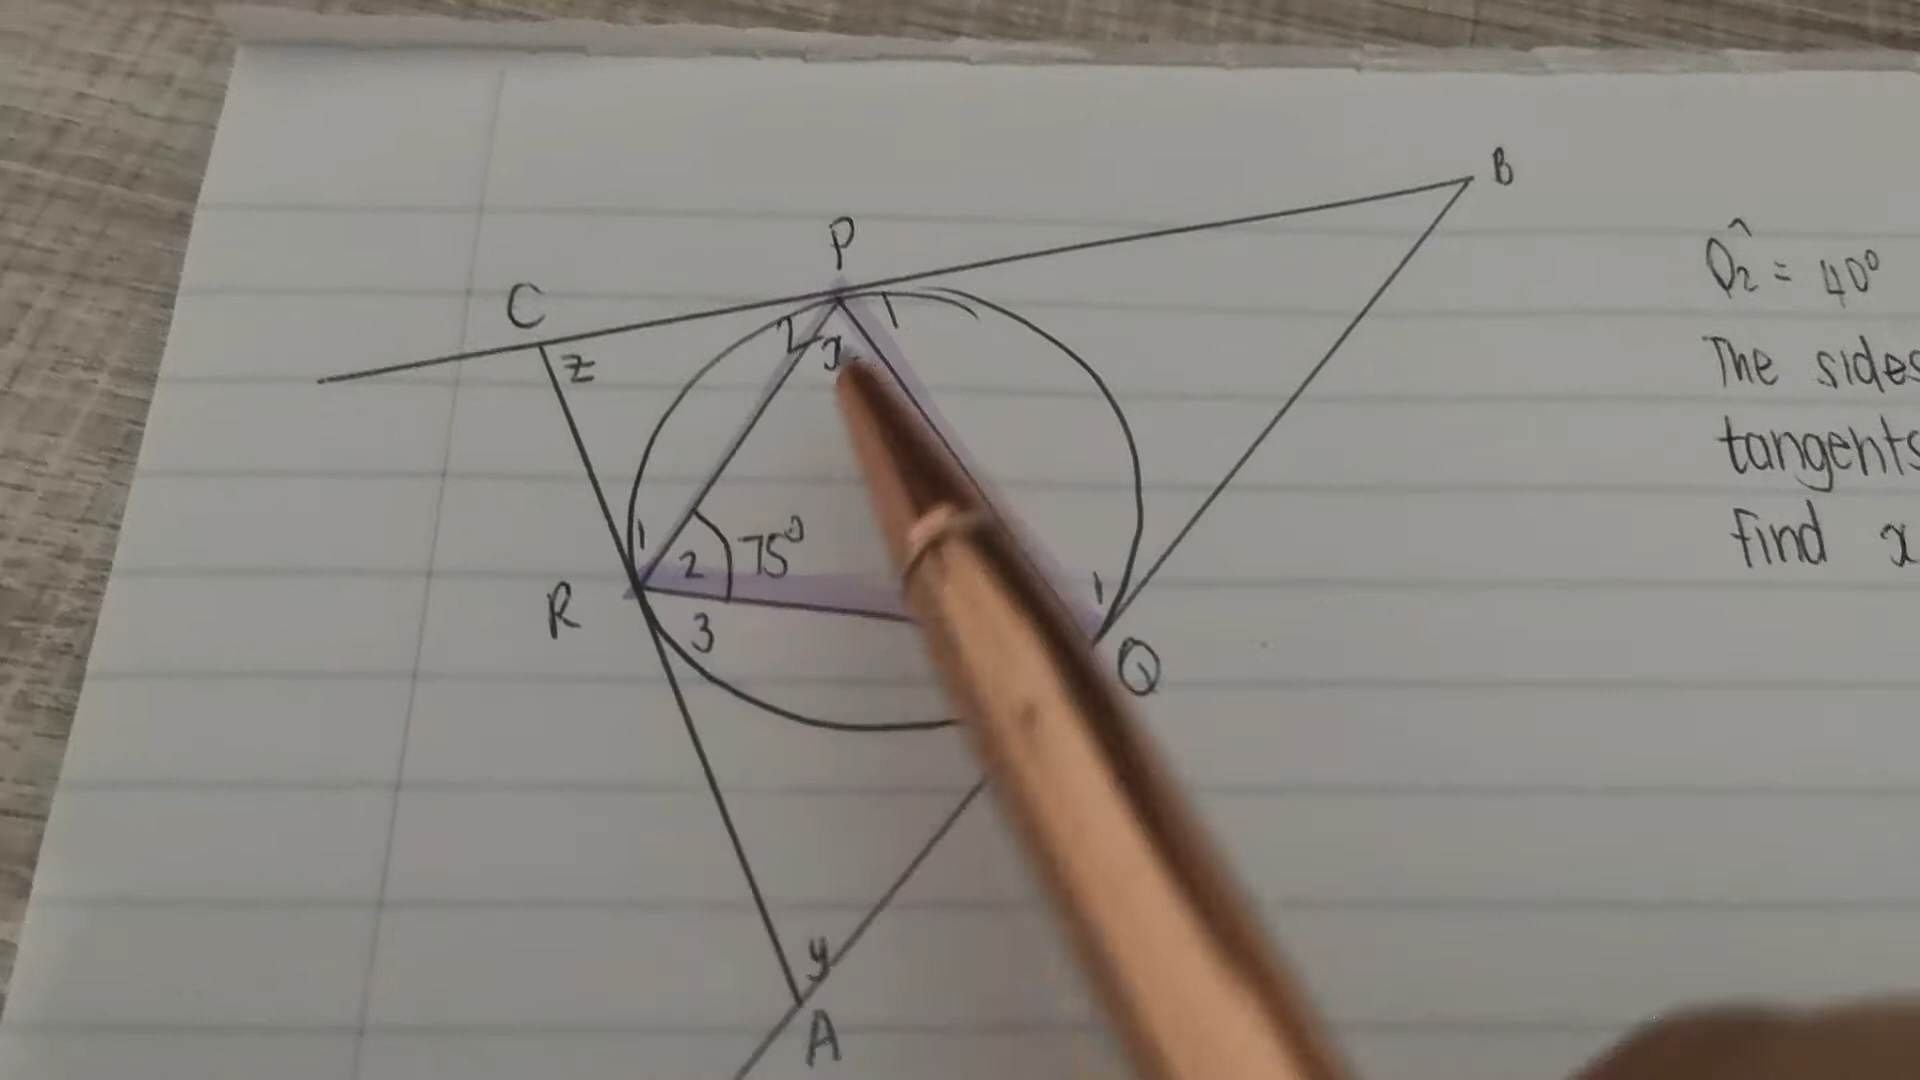 B
P
C
1
2
x
z
1
2
75°
3
R
1
Q
y
A
Q̂2 = 40°
The sides
tangents
find x